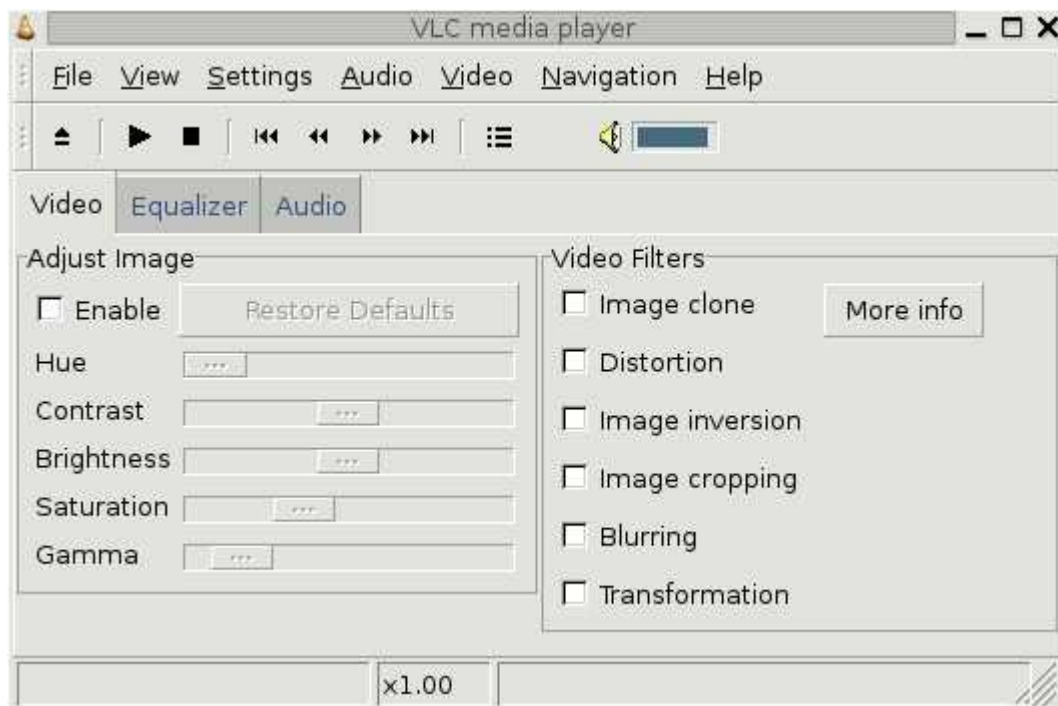 VLC media player
File View Settings Audio Video Navigation Help
Video Equalizer Audio
Adjust Image
Enable Restore Defaults
Hue
Contrast
Brightness
Saturation
Gamma
Video Filters
Image clone More info
Distortion
Image inversion
Image cropping
Blurring
Transformation
x1.00